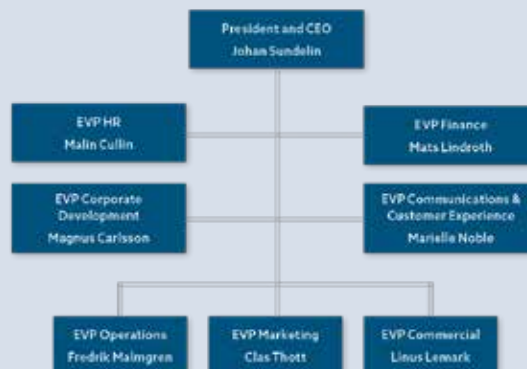 President and CEO
Johan Sundelin
EVP HR
Malin Cullin
EVP Finance
Mats Lindroth
EVP Corporate
Development
Magnus Carlsson
EVP Communications &
Customer Experience
Marielle Noble
EVP Operations
Fredrik Malmgren
EVP Marketing
Clas Thott
EVP Commercial
Linus Lemark